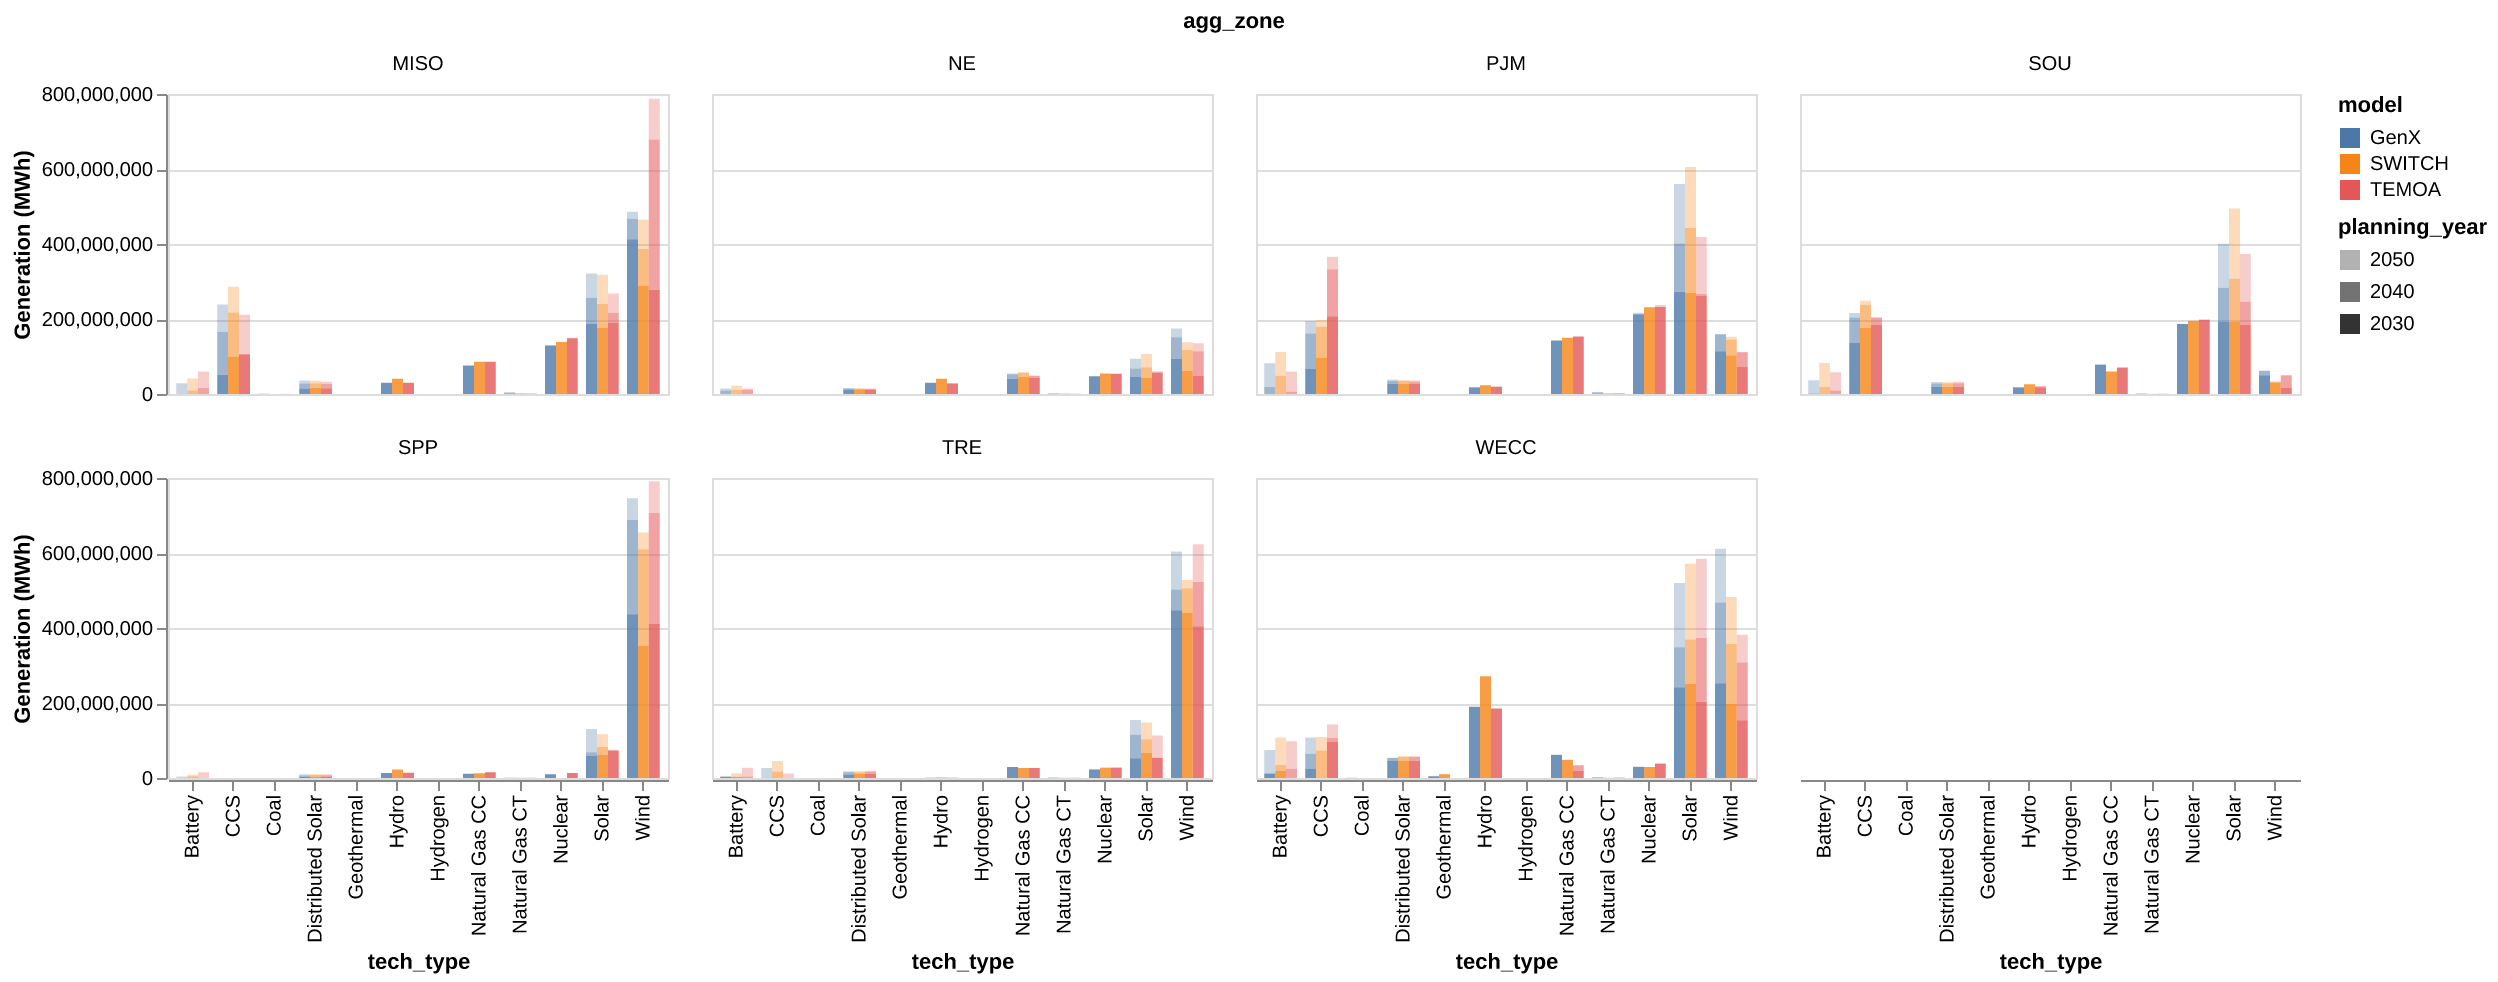 agg_zone
MISO
NE
PJM
SOU
800,000,000
600,000,000
400,000,000
200,000,000
0
Generation (MWh)
model
GenX
SWITCH
TEMOA
planning_year
2050
2040
2030
SPP
TRE
WECC
800,000,000
600,000,000
400,000,000
200,000,000
0
Generation (MWh)
Battery
CCS
Coal
Distributed Solar
Geothermal
Hydro
Hydrogen
Natural Gas CC
Natural Gas CT
Nuclear
Solar
Wind
Battery
CCS
Coal
Distributed Solar
Geothermal
Hydro
Hydrogen
Natural Gas CC
Natural Gas CT
Nuclear
Solar
Wind
Battery
CCS
Coal
Distributed Solar
Geothermal
Hydro
Hydrogen
Natural Gas CC
Natural Gas CT
Nuclear
Solar
Wind
Battery
CCS
Coal
Distributed Solar
Geothermal
Hydro
Hydrogen
Natural Gas CC
Natural Gas CT
Nuclear
Solar
Wind
tech_type
tech_type
tech_type
tech_type